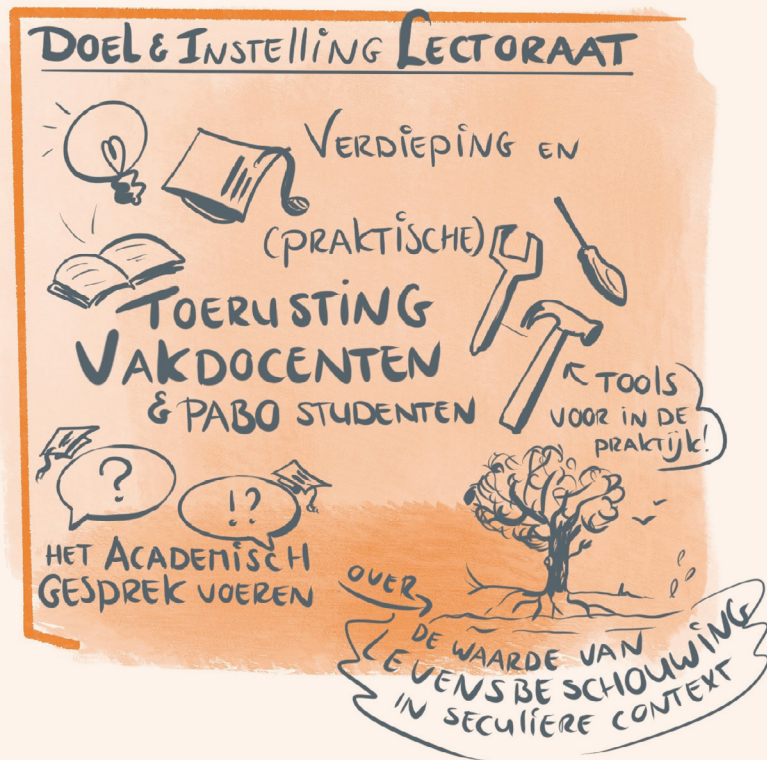 DOEL & INSTELLING LECTORAAT
VERDIEPING EN
(PRAKTISCHE)
TOERUSTING
VAKDOCENTEN
& PABO STUDENTEN
TOOLS
VOOR IN DE
PRAKTIJK!
?
!?
HET ACADEMISCH
GESPREK VOEREN
OVER
DE WAARDE VAN
LEVENSBESCHOUWING
IN SECULIERE CONTEXT